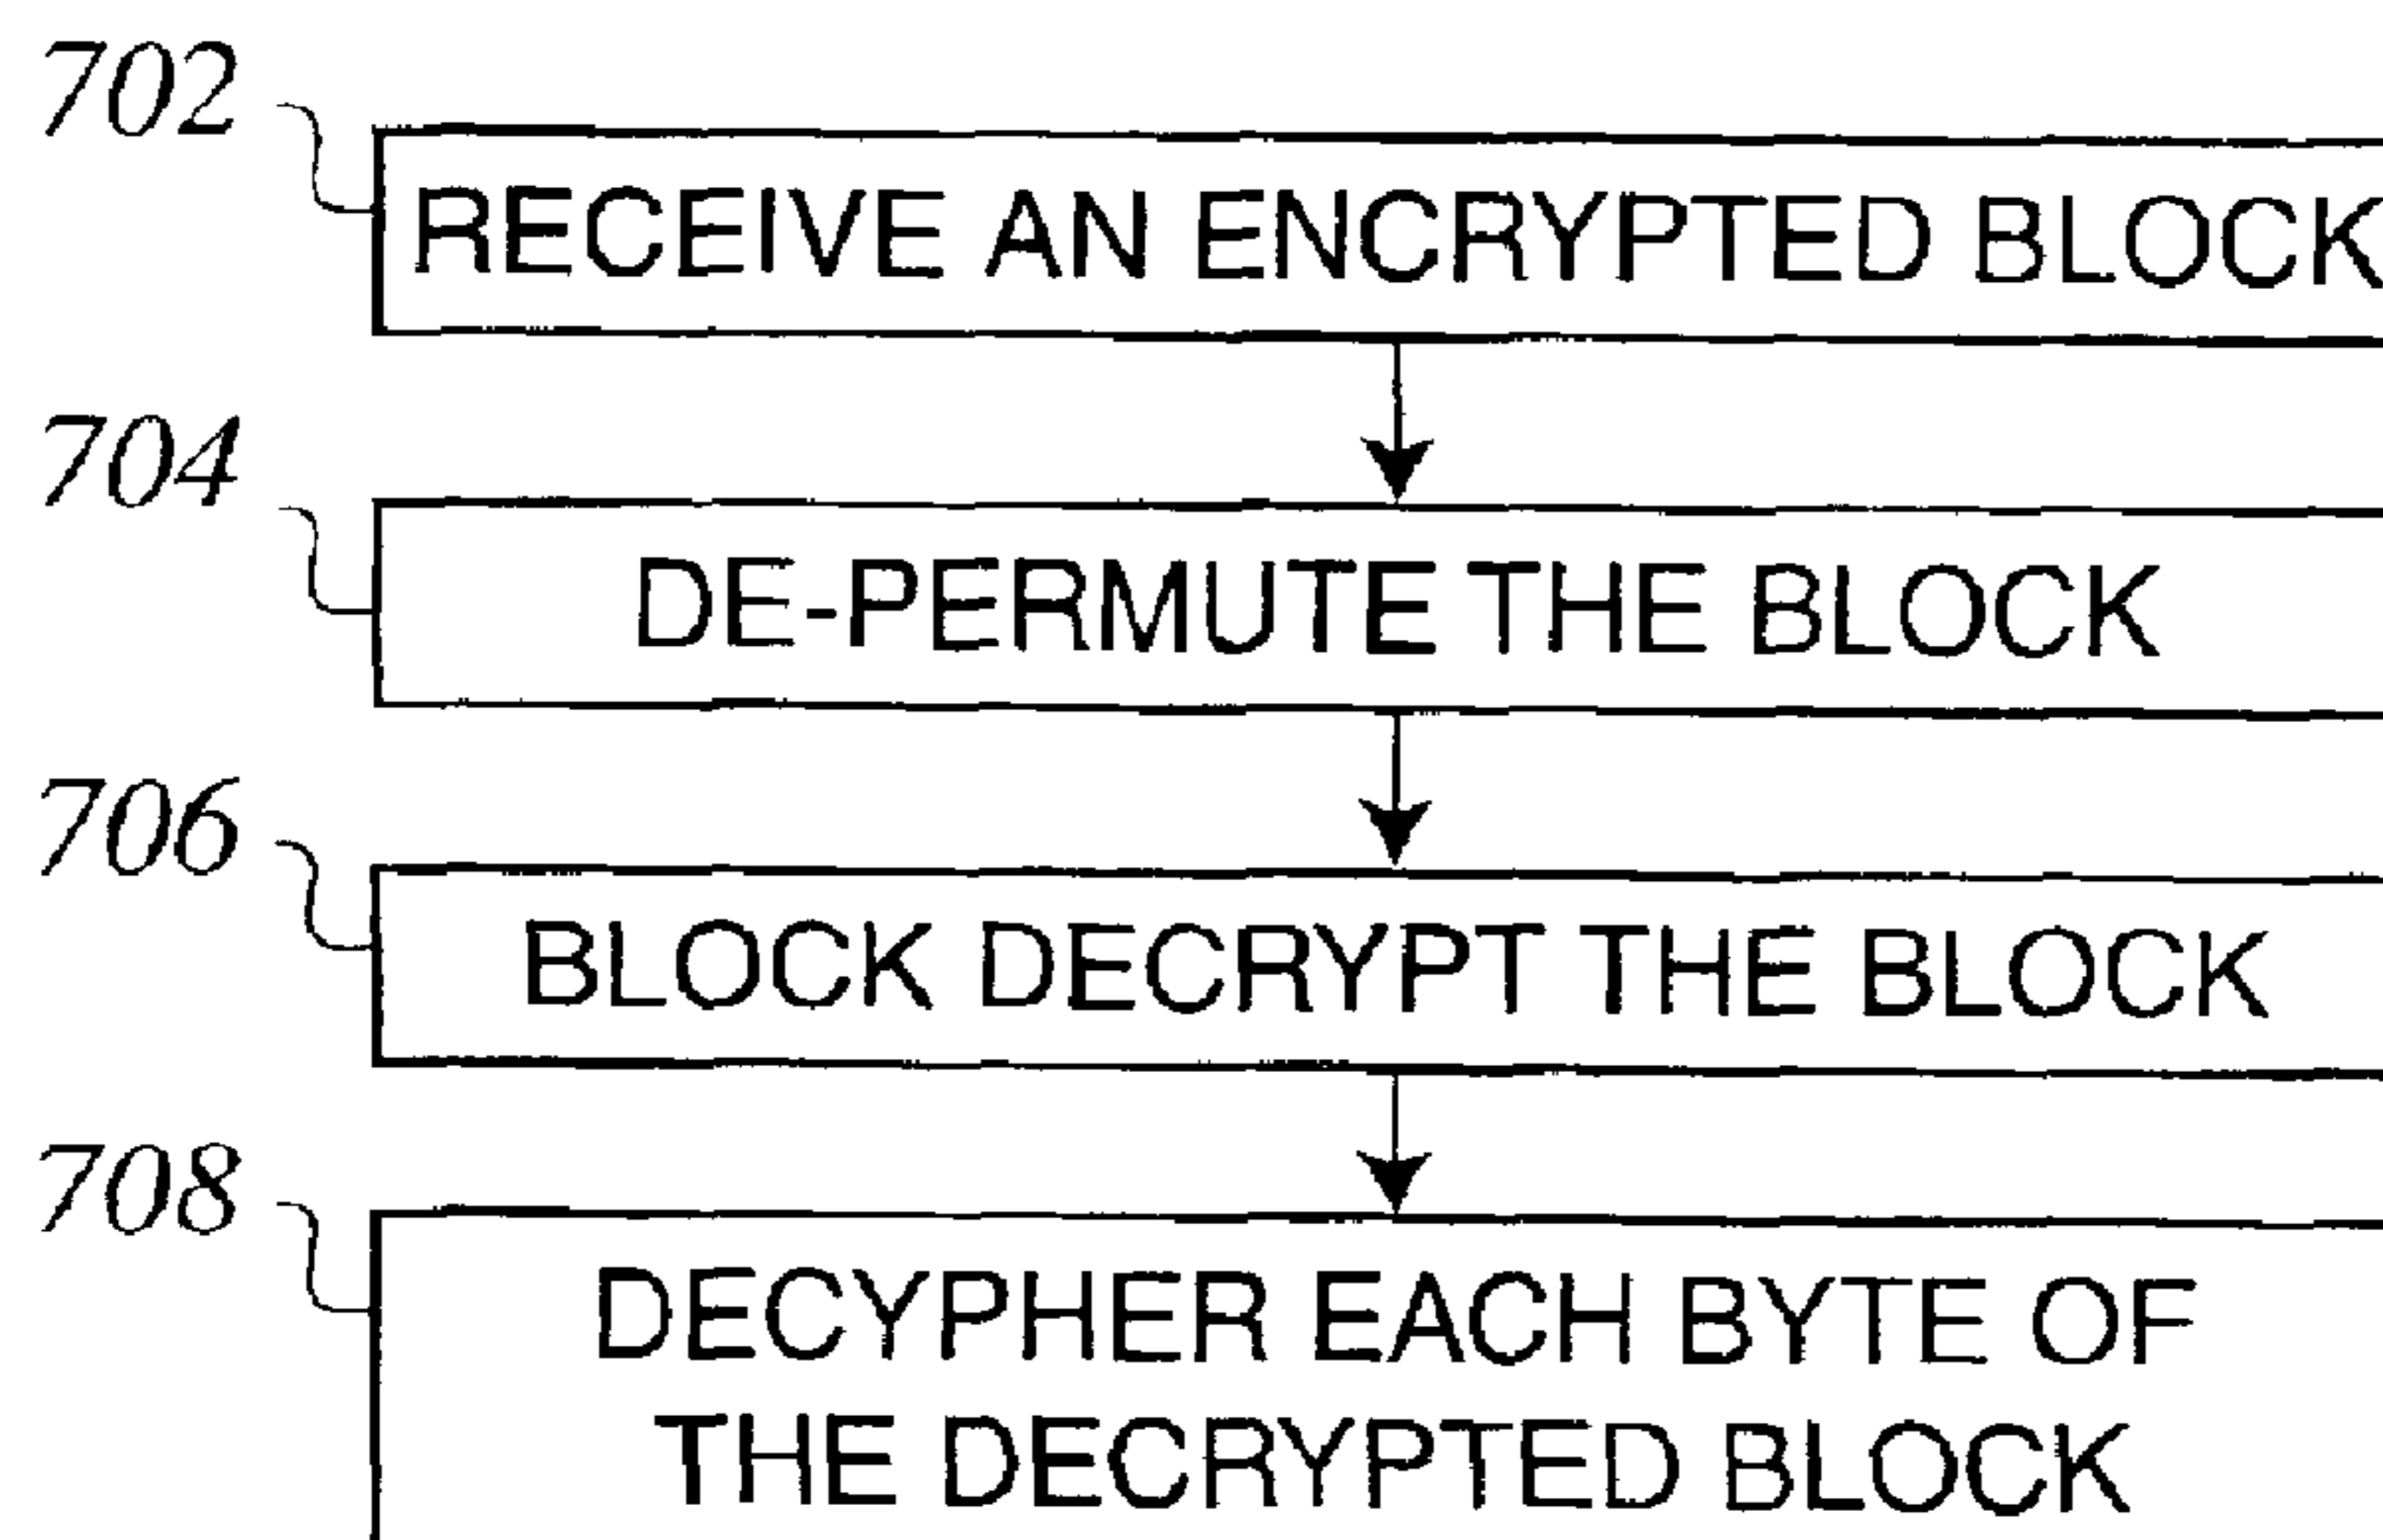 702
RECEIVE AN ENCRYPTED BLOCK
704
DE-PERMUTE THE BLOCK
706
BLOCK DECRYPT THE BLOCK
708
DECYPHER EACH BYTE OF
THE DECRYPTED BLOCK